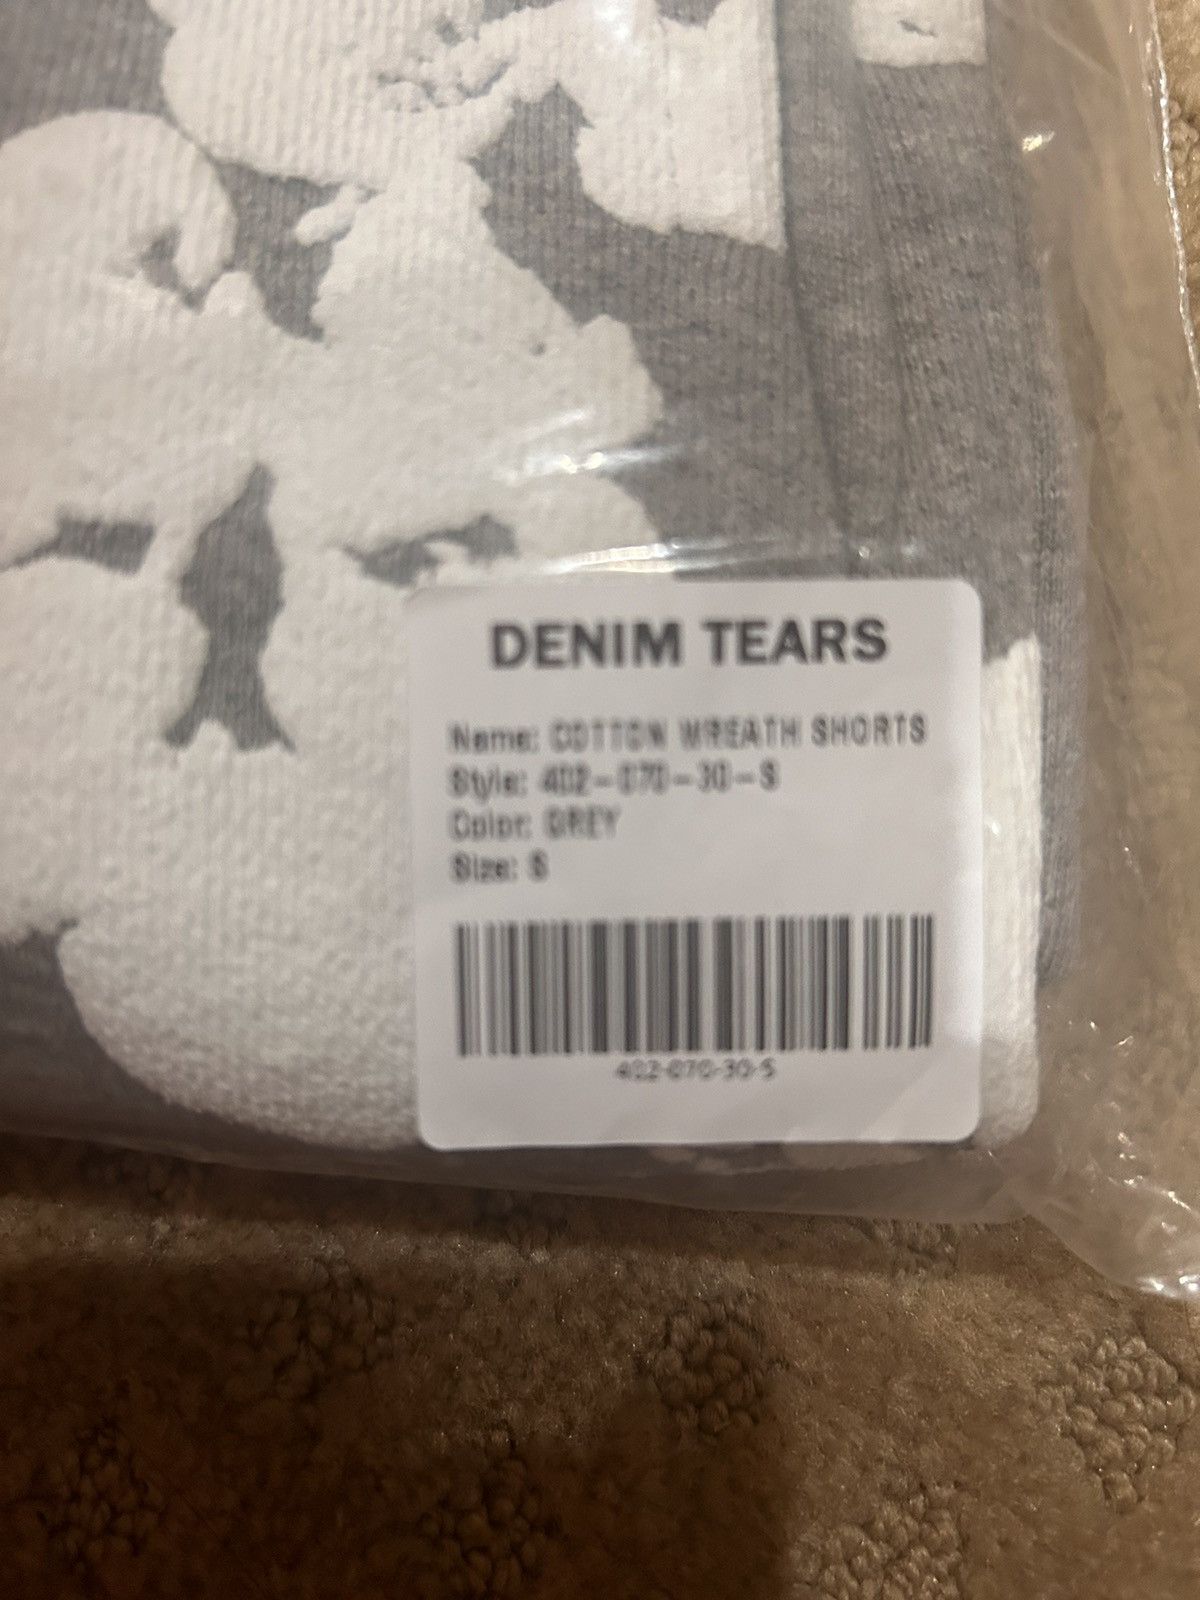 DENIM TEARS
Name: COTTON WREATH SHORTS
Style: 402-070-30-S
Color: GREY
Size: S
402-070-30-S